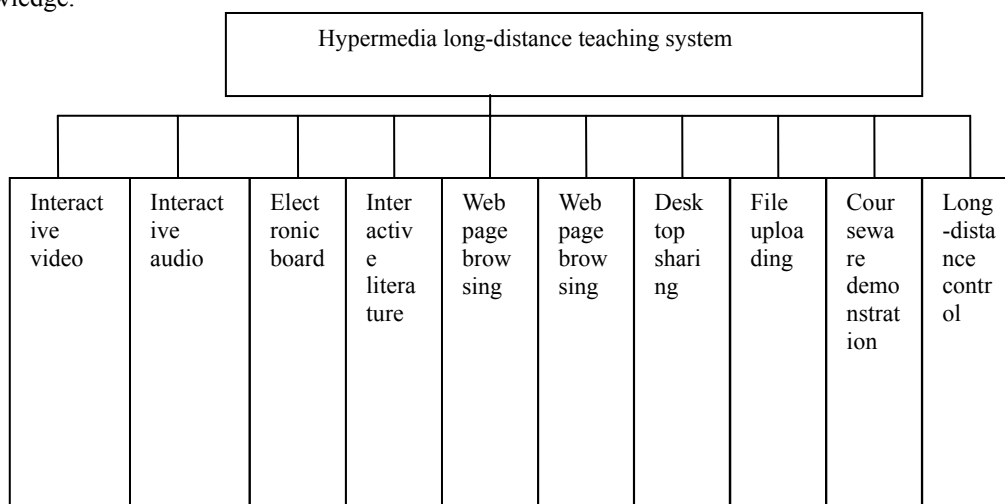 wledge.
Hypermedia long-distance teaching system
Interact
ive
video
Interact
ive
audio
Elect
ronic
board
Inter
activ
e
litera
ture
Web
page
brow
sing
Web
page
brow
sing
Desk
top
shari
ng
File
uploa
ding
Cour
sewa
re
demo
nstrat
ion
Long
-dista
nce
contr
ol